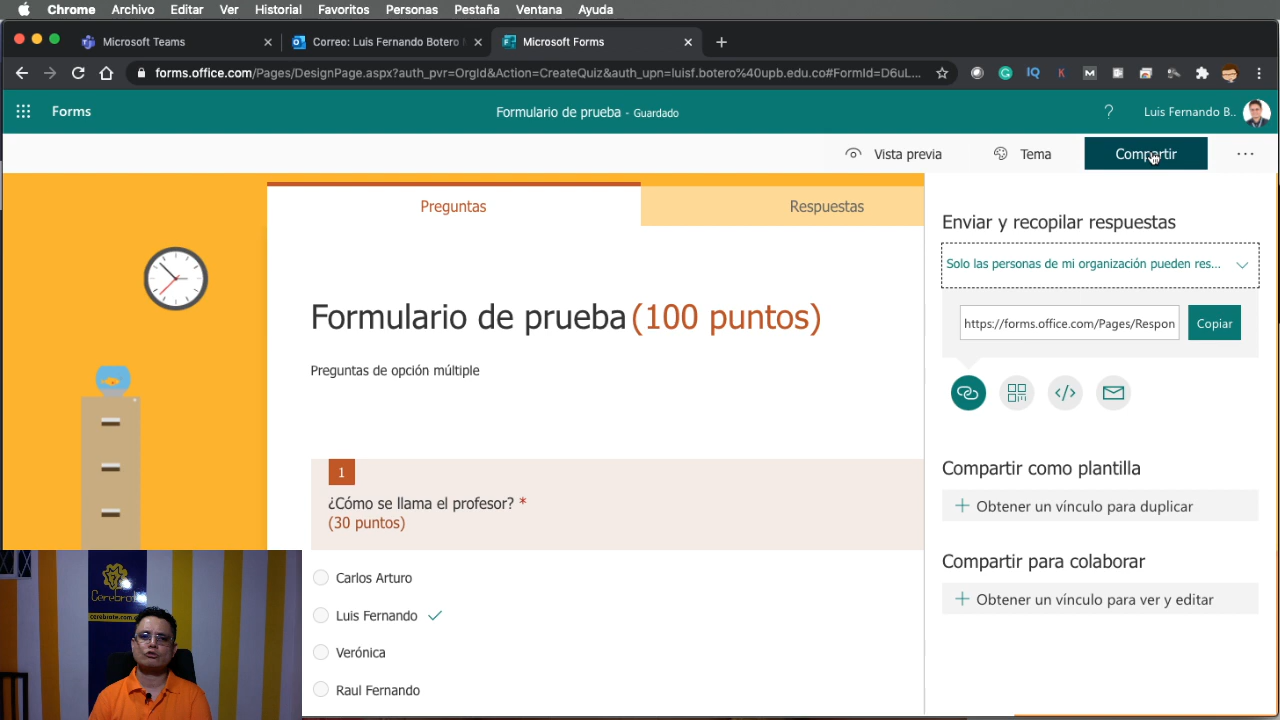 Chrome Archivo Editar Ver Historial Favoritos Personas Pestaña Ventana Ayuda
Microsoft Teams
Correo: Luis Fernando Botero
Microsoft Forms
forms.office.com/Pages/DesignPage.aspx?auth_pvr=OrgId&Action=CreateQuiz&auth_upn=luisf.botero%40upb.edu.co#FormId=D6uL...
Forms
Formulario de prueba - Guardado
? Luis Fernando B..
Vista previa Tema Compartir ...
Preguntas
Respuestas
Formulario de prueba (100 puntos)
Preguntas de opción múltiple
1
¿Cómo se llama el profesor? *
(30 puntos)
Carlos Arturo
Luis Fernando
Verónica
Raul Fernando
Enviar y recopilar respuestas
Solo las personas de mi organización pueden res...
https://forms.office.com/Pages/Respon
Copiar
Compartir como plantilla
+ Obtener un vínculo para duplicar
Compartir para colaborar
+ Obtener un vínculo para ver y editar
Cerebrote